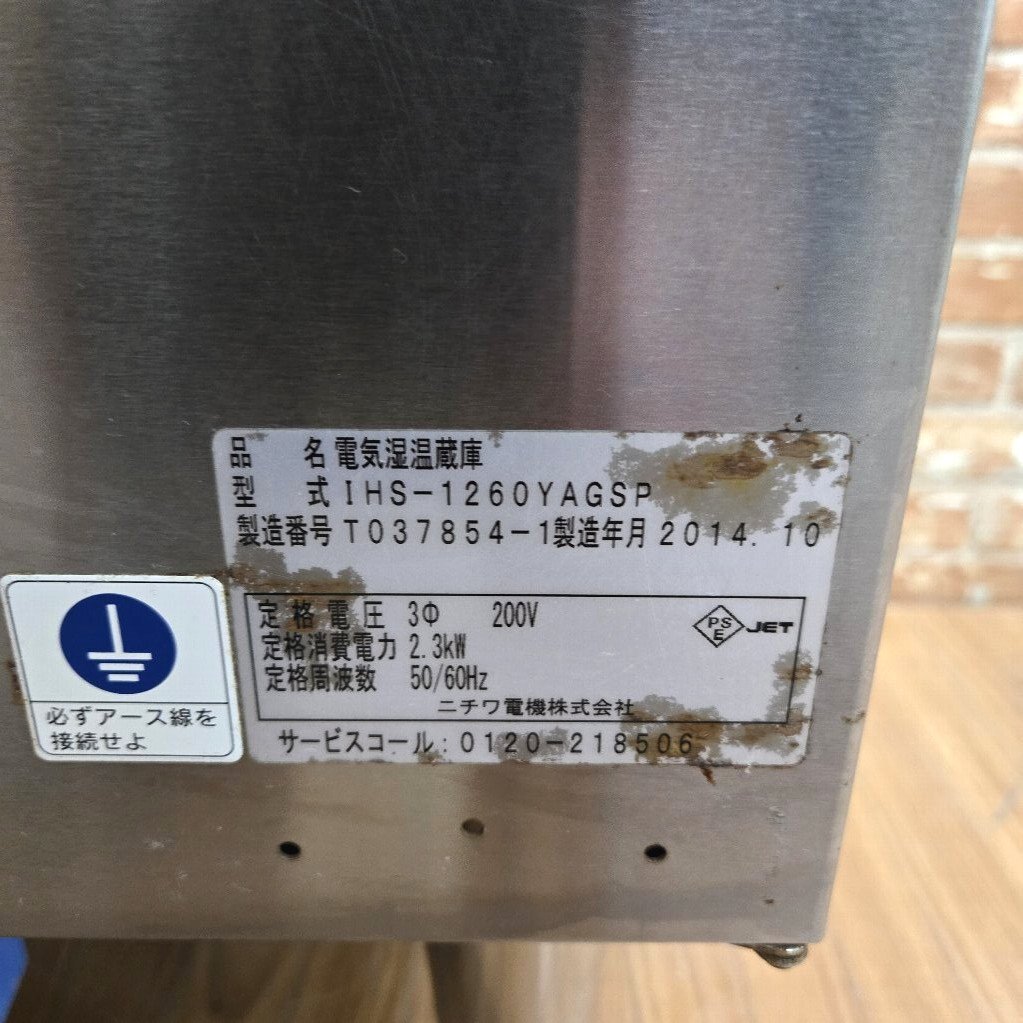 品 名 電気湿温蔵庫
型 式 IHS-1260YAGSP
製造番号 T037854-1 製造年月 2014.10
定格電圧 3Φ 200V
定格消費電力 2.3kW
定格周波数 50/60Hz
PSE JET
ニチワ電機株式会社
サービスコール:0120-218506
必ずアース線を
接続せよ